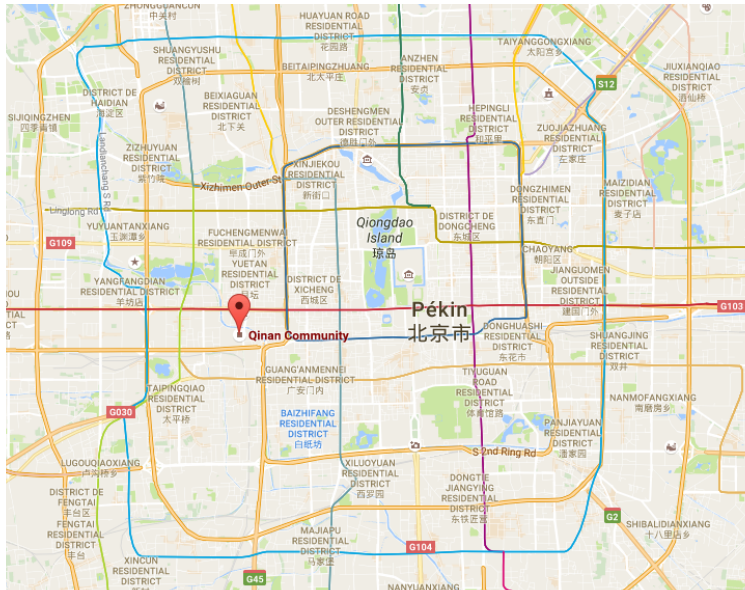 ZHONGGUANCUN
中关村
HUAYUAN ROAD
RESIDENTIAL
DISTRICT
花园路
TAIYANGGONGXIANG
太阳宫乡
SHUANGYUSHU
RESIDENTIAL
DISTRICT
双榆树
BEITAIPINGZHUANG
北太平庄
ANZHEN
RESIDENTIAL
DISTRICT
安贞
JIUXIANQIAO
RESIDENTIAL
DISTRICT
酒仙桥
S12
DISTRICT DE
HAIDIAN
海淀区
BEIXIAGUAN
RESIDENTIAL
DISTRICT
北下关
DESHENGMEN
OUTER RESIDENTIAL
DISTRICT
德胜门外
HEPINGLI
RESIDENTIAL
DISTRICT
和平里
SIJIQINGZHEN
四季青镇
ZUOJIAZHUANG
RESIDENTIAL
DISTRICT
左家庄
Landianchang S Rd
ZIZHUYUAN
RESIDENTIAL
DISTRICT
紫竹院
XINJIEKOU
RESIDENTIAL
DISTRICT
新街口
Xizhimen Outer St
DONGZHIMEN
RESIDENTIAL
DISTRICT
东直门
MAIZIDIAN
RESIDENTIAL
DISTRICT
麦子店
Linglong Rd
YUYUANTANXIANG
玉渊潭乡
G109
FUCHENGMENWAI
RESIDENTIAL DISTRICT
阜成门外
Qiongdao
Island
琼岛
DISTRICT DE
DONGCHENG
东城区
CHAOYANG
朝阳区
YUETAN
RESIDENTIAL
DISTRICT
月坛
YANGFANGDIAN
RESIDENTIAL DISTRICT
羊坊店
DISTRICT DE
XICHENG
西城区
JIANGUOMEN
OUTSIDE
RESIDENTIAL
DISTRICT
建国门外
HOU
Pékin
北京市
G103
Qinan Community
DONGHUASHI
RESIDENTIAL
DISTRICT
东花市
SHUANGJING
RESIDENTIAL
DISTRICT
双井
GUANG'ANMENNEI
RESIDENTIAL DISTRICT
广安门内
TIYUGUAN
ROAD
RESIDENTIAL
DISTRICT
体育馆路
TAIPINGQIAO
RESIDENTIAL
DISTRICT
太平桥
NANMOFANGXIANG
南磨房乡
G030
BAIZHIFANG
RESIDENTIAL
DISTRICT
白纸坊
PANJIAYUAN
RESIDENTIAL
DISTRICT
潘家园
S 2nd Ring Rd
LUGOUQIAOXIANG
卢沟桥乡
XILUOYUAN
RESIDENTIAL
DISTRICT
西罗园
DONGTIE
JIANGYING
RESIDENTIAL
DISTRICT
东铁匠营
DISTRICT DE
FENGTAI
丰台区
FENGTAI
RESIDENTIAL
DISTRICT
丰台
G2
SHIBALIDIANXIANG
十八里店乡
MAJIAPU
RESIDENTIAL
DISTRICT
马家堡
G104
XINCUN
RESIDENTIAL
DISTRICT
G45
NANYUANXIANG